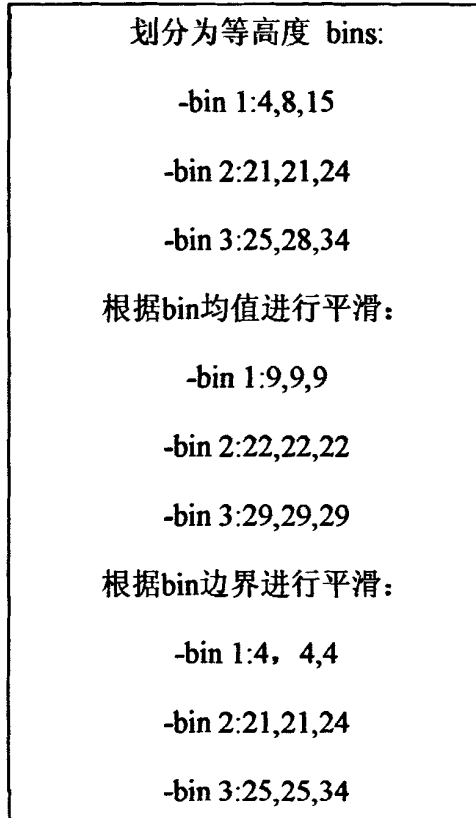 划分为等高度 bins:
-bin 1:4,8,15
-bin 2:21,21,24
-bin 3:25,28,34
根据bin均值进行平滑：
-bin 1:9,9,9
-bin 2:22,22,22
-bin 3:29,29,29
根据bin边界进行平滑：
-bin 1:4，4,4
-bin 2:21,21,24
-bin 3:25,25,34